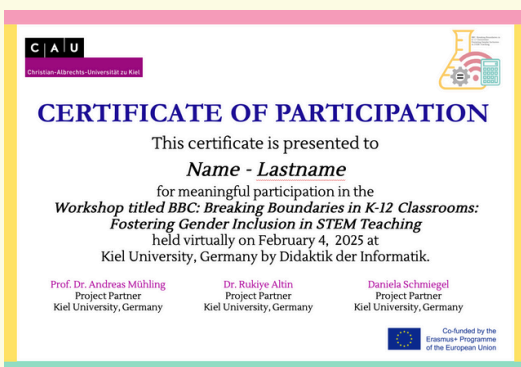 C A U
Christian-Albrechts-Universität zu Kiel
CERTIFICATE OF PARTICIPATION
This certificate is presented to
Name - Lastname
for meaningful participation in the
Workshop titled BBC: Breaking Boundaries in K-12 Classrooms:
Fostering Gender Inclusion in STEM Teaching
held virtually on February 4, 2025 at
Kiel University, Germany by Didaktik der Informatik.
Prof. Dr. Andreas Mühling
Project Partner
Kiel University, Germany
Dr. Rukiye Altin
Project Partner
Kiel University, Germany
Daniela Schmiegel
Project Partner
Kiel University, Germany
Co-funded by the
Erasmus+ Programme
of the European Union